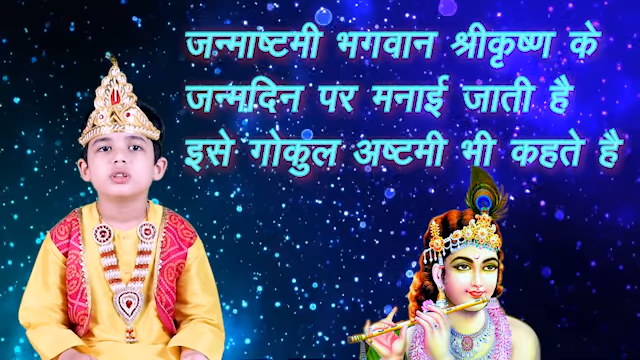 जन्माष्टमी भगवान श्रीकृष्ण के
जन्मदिन पर मनाई जाती है
इसे गोकुल अष्टमी भी कहते है